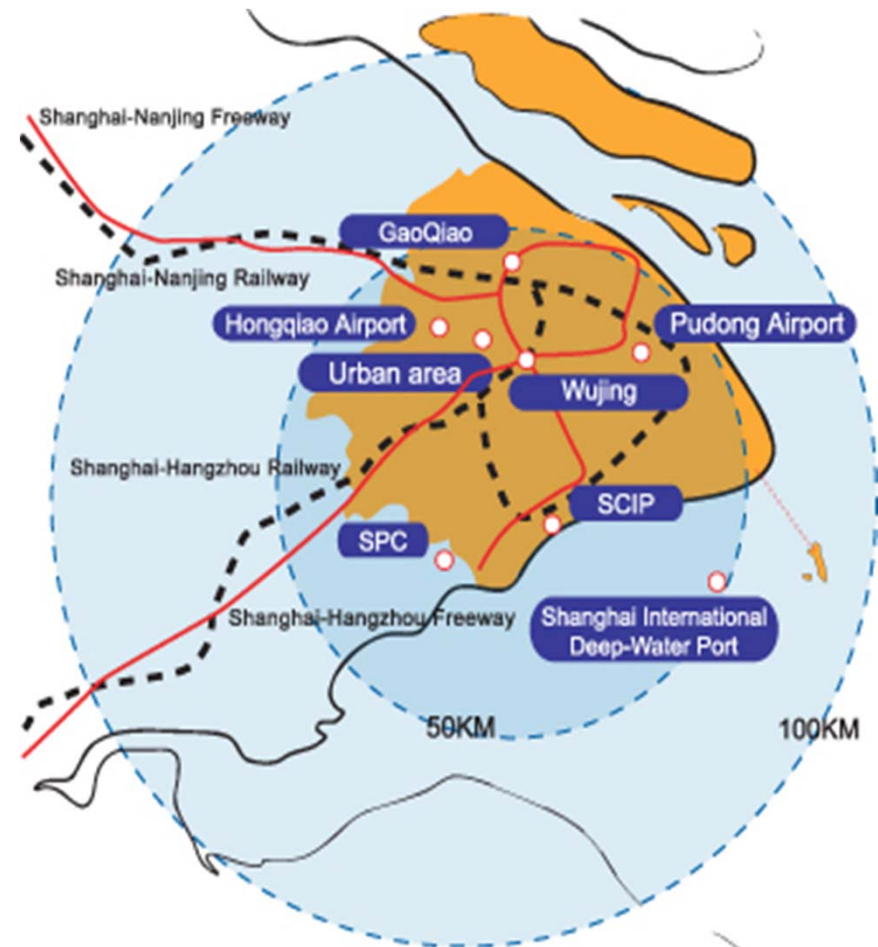 Shanghai-Nanjing Freeway
GaoQiao
Shanghai-Nanjing Railway
Hongqiao Airport
Pudong Airport
Urban area
Wujing
Shanghai-Hangzhou Railway
SCIP
SPC
Shanghai-Hangzhou Freeway
Shanghai International
Deep-Water Port
50KM
100KM